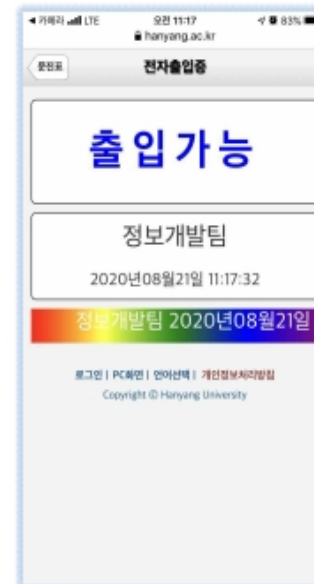 ◀ 카메라 LTE 오전 11:17 83%
hanyang.ac.kr
문진표 전자출입증
출입가능
정보개발팀
2020년08월21일 11:17:32
정보개발팀 2020년08월21일
로그인 | PC화면 | 언어선택 | 개인정보처리방침
Copyright © Hanyang University